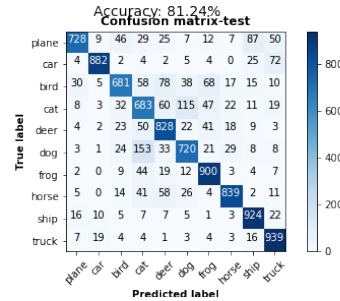 Accuracy: 81.24%
Confusion matrix-test
plane 728 9 46 29 25 7 12 7 87 50
car 4 882 2 4 2 5 4 0 25 72
bird 30 5 681 58 78 38 68 17 15 10
cat 8 3 32 683 60 115 47 22 11 19
deer 4 2 23 50 828 22 41 18 9 3
dog 3 1 24 153 33 720 21 29 8 8
frog 2 0 9 44 19 12 900 3 4 7
horse 5 0 14 41 58 26 4 839 2 11
ship 16 10 5 7 7 5 1 3 924 22
truck 7 19 4 4 1 3 4 3 16 939
plane car bird cat deer dog frog horse ship truck
True label
Predicted label
800
600
400
200
0